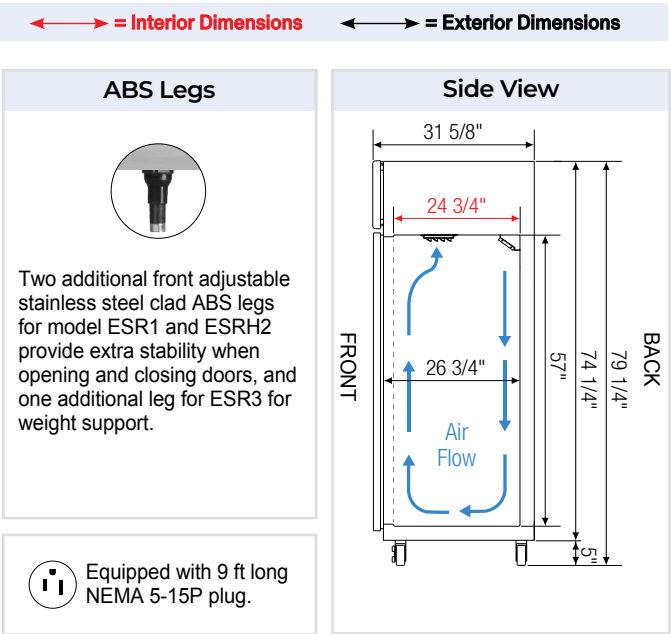 = Interior Dimensions
= Exterior Dimensions
ABS Legs
Two additional front adjustable
stainless steel clad ABS legs
for model ESR1 and ESRH2
provide extra stability when
opening and closing doors, and
one additional leg for ESR3 for
weight support.
Equipped with 9 ft long
NEMA 5-15P plug.
Side View
31 5/8"
24 3/4"
FRONT
26 3/4"
Air
Flow
57"
74 1/4"
79 1/4"
BACK
5"